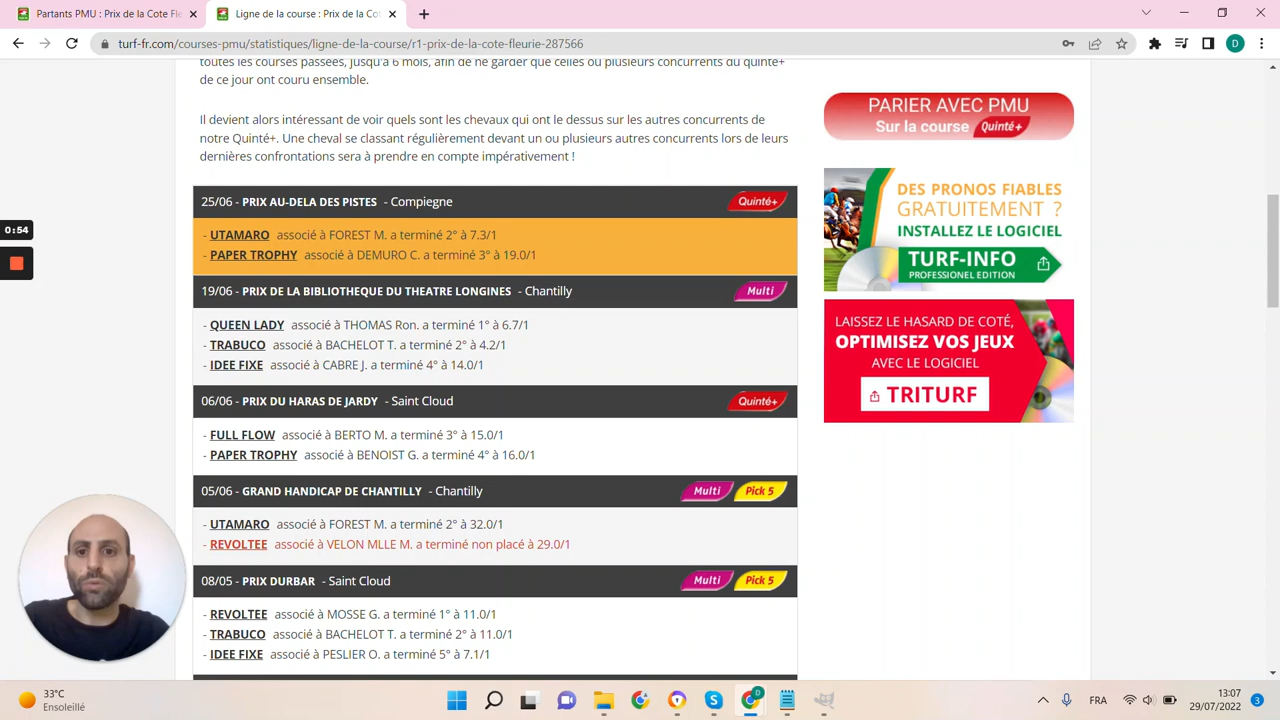 Partants PMU : Prix de la Cote Fle
Ligne de la course : Prix de la Cot
turf-fr.com/courses-pmu/statistiques/ligne-de-la-course/r1-prix-de-la-cote-fleurie-287566
D
toutes les courses passées, jusqu'à 6 mois, afin de ne garder que celles ou plusieurs concurrents du quinte+
de ce jour ont couru ensemble.
Il devient alors intéressant de voir quels sont les chevaux qui ont le dessus sur les autres concurrents de
notre Quinté+. Une cheval se classant régulièrement devant un ou plusieurs autres concurrents lors de leurs
dernières confrontations sera à prendre en compte impérativement !
25/06 - PRIX AU-DELA DES PISTES - Compiegne Quinté+
- UTAMARO associé à FOREST M. a terminé 2° à 7.3/1
- PAPER TROPHY associé à DEMURO C. a terminé 3° à 19.0/1
19/06 - PRIX DE LA BIBLIOTHEQUE DU THEATRE LONGINES - Chantilly Multi
- QUEEN LADY associé à THOMAS Ron. a terminé 1° à 6.7/1
- TRABUCO associé à BACHELOT T. a terminé 2° à 4.2/1
- IDEE FIXE associé à CABRE J. a terminé 4° à 14.0/1
06/06 - PRIX DU HARAS DE JARDY - Saint Cloud Quinté+
- FULL FLOW associé à BERTO M. a terminé 3° à 15.0/1
- PAPER TROPHY associé à BENOIST G. a terminé 4° à 16.0/1
05/06 - GRAND HANDICAP DE CHANTILLY - Chantilly Multi Pick 5
- UTAMARO associé à FOREST M. a terminé 2° à 32.0/1
- REVOLTEE associé à VELON MLLE M. a terminé non placé à 29.0/1
08/05 - PRIX DURBAR - Saint Cloud Multi Pick 5
- REVOLTEE associé à MOSSE G. a terminé 1° à 11.0/1
- TRABUCO associé à BACHELOT T. a terminé 2° à 11.0/1
- IDEE FIXE associé à PESLIER O. a terminé 5° à 7.1/1
PARIER AVEC PMU
Sur la course Quinté+
DES PRONOS FIABLES
GRATUITEMENT ?
INSTALLEZ LE LOGICIEL
TURF-INFO
PROFESSIONEL EDITION
LAISSEZ LE HASARD DE COTÉ,
OPTIMISEZ VOS JEUX
AVEC LE LOGICIEL
TRITURF
0:54
33°C
Ensoleillé
D
FRA
13:07
29/07/2022
3